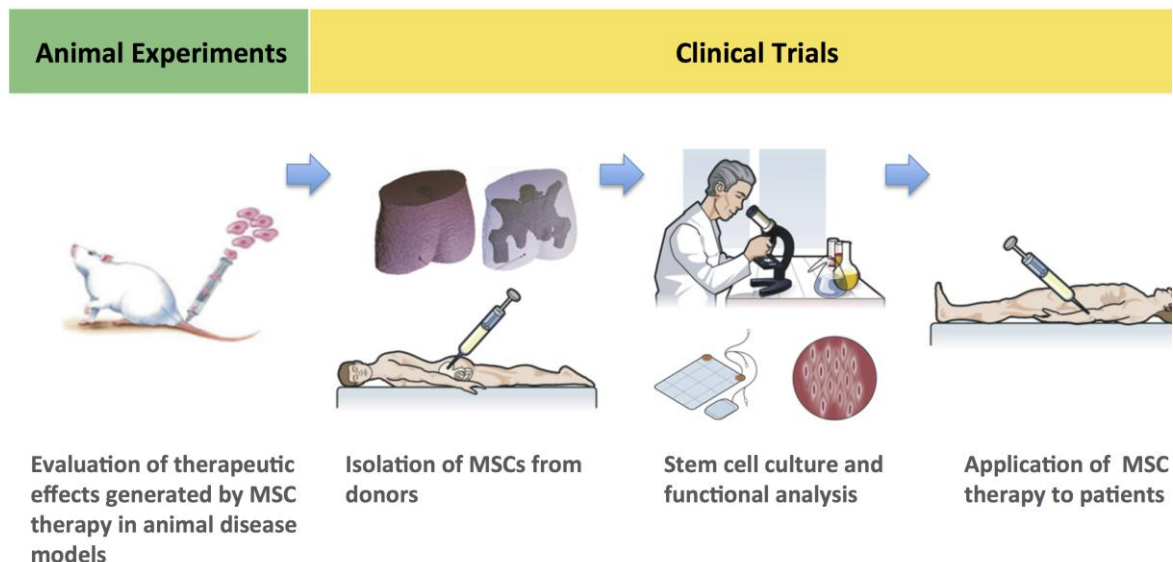 Animal Experiments
Clinical Trials
Evaluation of therapeutic
effects generated by MSC
therapy in animal disease
models
Isolation of MSCs from
donors
Stem cell culture and
functional analysis
Application of MSC
therapy to patients